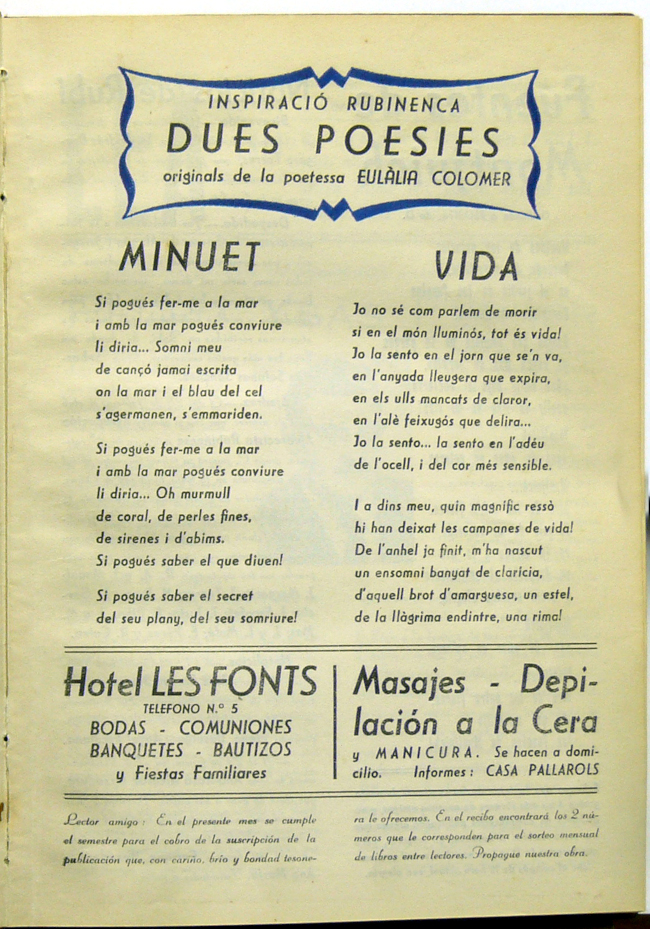 INSPIRACIÓ RUBINENCA
DUES POESIES
originals de la poetessa EULÀLIA COLOMER
MINUET
Si pogués fer-me a la mar
i amb la mar pogués conviure
li diria... Somni meu
de cançó jamai escrita
on la mar i el blau del cel
s'agermanen, s'emmariden.
Si pogués fer-me a la mar
i amb la mar pogués conviure
li diria... Oh murmull
de coral, de perles fines,
de sirenes i d'abims.
Si pogués saber el que diuen!
Si pogués saber el secret
del seu plany, del seu somriure!
VIDA
Jo no sé com parlem de morir
si en el món lluminós, tot és vida!
Jo la sento en el jorn que se'n va,
en l'anyada lleugera que expira,
en els ulls mancats de claror,
en l'alè feixugós que delira...
Jo la sento... la sento en l'adéu
de l'ocell, i del cor més sensible.
I a dins meu, quin magnífic ressò
hi han deixat les campanes de vida!
De l'anhel ja finit, m'ha nascut
un ensomni banyat de claricia,
d'aquell brot d'amarguesa, un estel,
de la llàgrima endintre, una rima!
Hotel LES FONTS
TELEFONO N.º 5
BODAS - COMUNIONES
BANQUETES - BAUTIZOS
y Fiestas Familiares
Masajes - Depi-
lación a la Cera
y MANICURA. Se hacen a domi-
cilio. Informes: CASA PALLAROLS
Lector amigo: En el presente mes se cumple
el semestre para el cobro de la suscripción de la
publicación que, con cariño, brío y bondad tesone-
ra le ofrecemos. En el recibo encontrará los 2 nú-
meros que le corresponden para el sorteo mensual
de libros entre lectores. Propague nuestra obra.